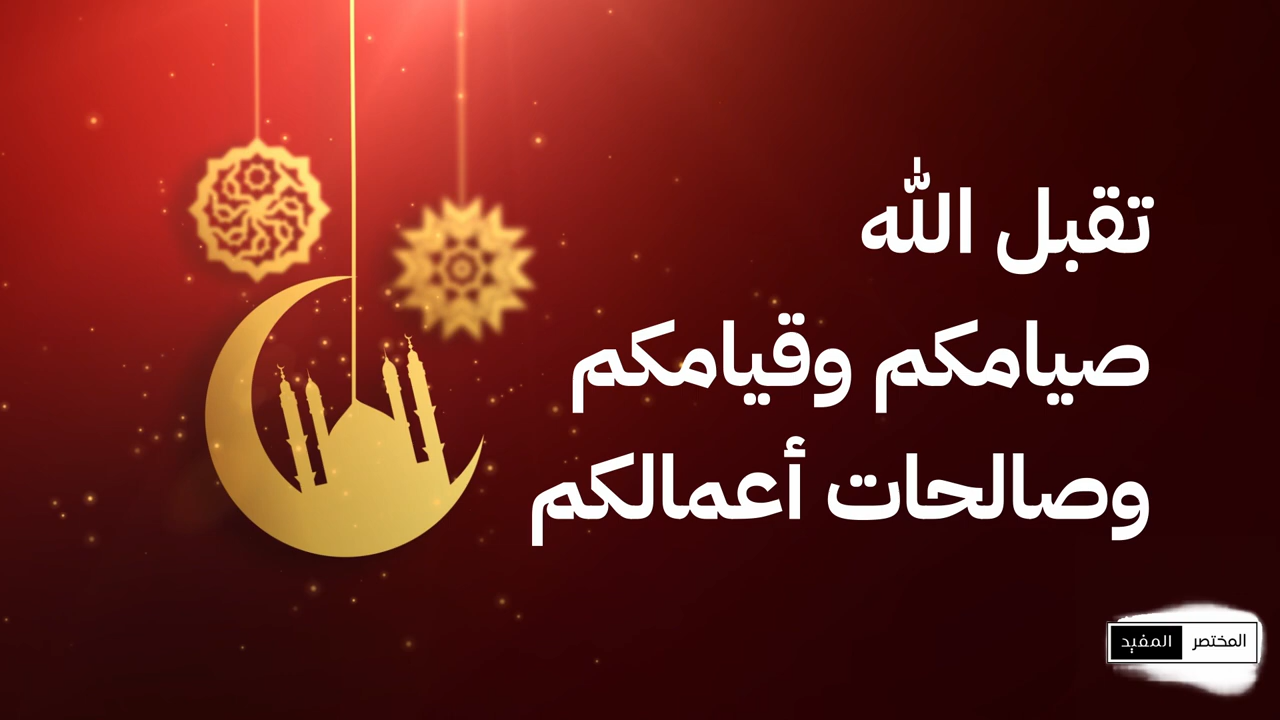 تقبل الله
صيامكم وقيامكم
وصالحات أعمالكم
المختصر المفيد